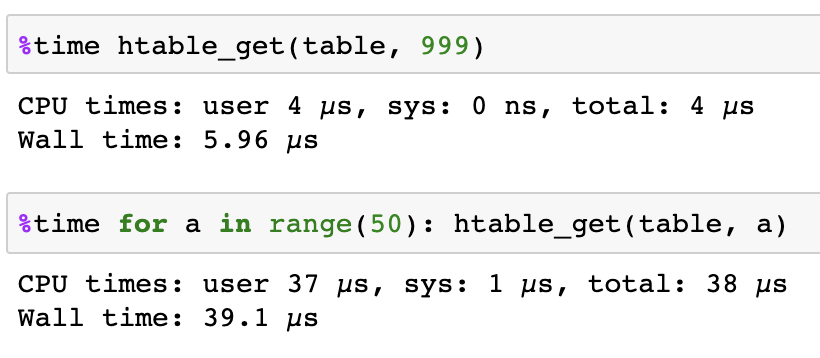 %time htable_get(table, 999)
CPU times: user 4 µs, sys: 0 ns, total: 4 µs
Wall time: 5.96 µs
%time for a in range(50): htable_get(table, a)
CPU times: user 37 µs, sys: 1 µs, total: 38 µs
Wall time: 39.1 µs